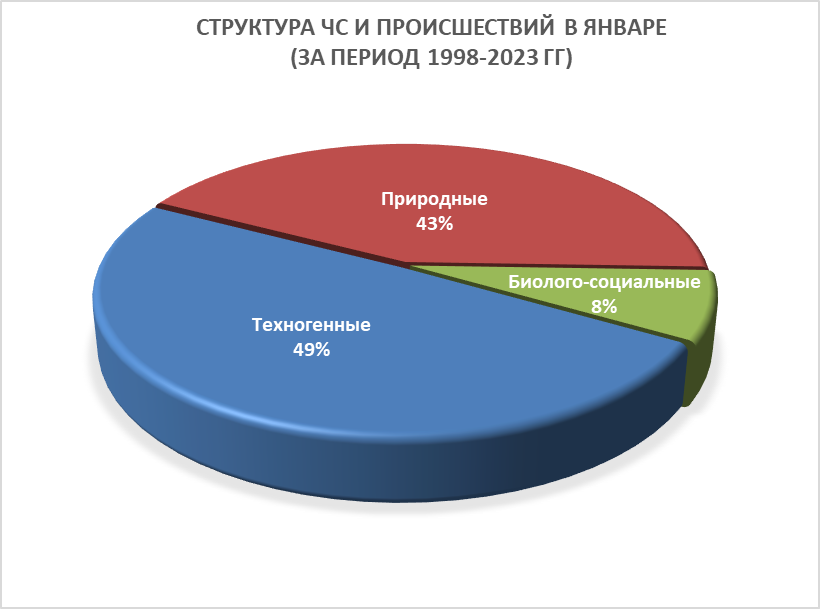 СТРУКТУРА ЧС И ПРОИСШЕСТВИЙ В ЯНВАРЕ
(ЗА ПЕРИОД 1998-2023 ГГ)
Природные
43%
Биолого-социальные
8%
Техногенные
49%